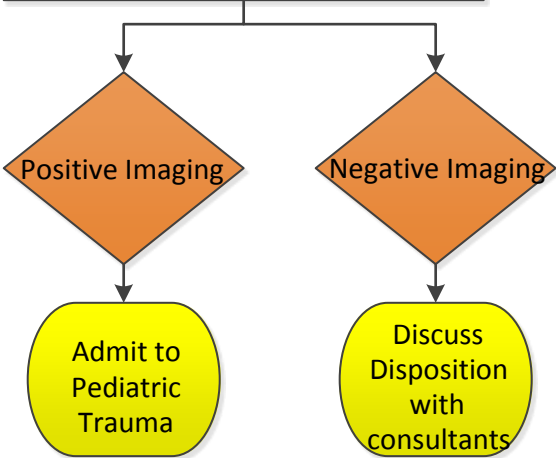 Positive Imaging
Negative Imaging
Admit to
Pediatric
Trauma
Discuss
Disposition
with
consultants